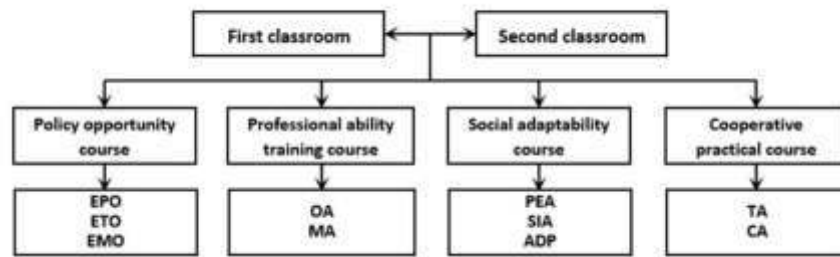 First classroom
Second classroom
Policy opportunity
course
Professional ability
training course
Social adaptability
course
Cooperative
practical course
EPO
ETO
EMO
OA
MA
PEA
SIA
ADP
TA
CA